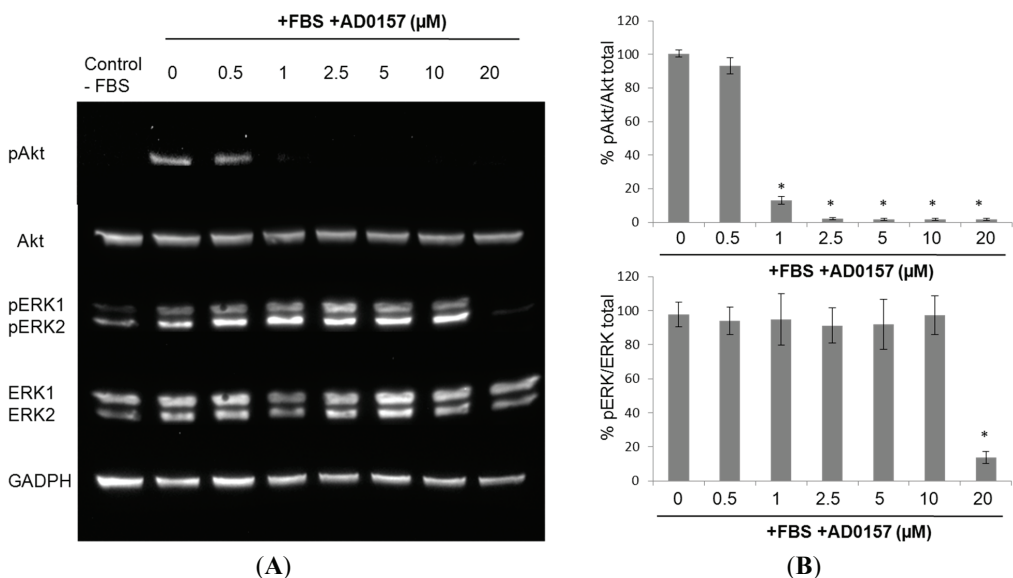 +FBS +AD0157 (µM)
Control
- FBS
0 0.5 1 2.5 5 10 20
pAkt
Akt
pERK1
pERK2
ERK1
ERK2
GADPH
(A)
% pAkt/Akt total
120
100
80
60
40
20
0
* * * * *
0 0.5 1 2.5 5 10 20
+FBS +AD0157 (µM)
% pERK/ERK total
120
100
80
60
40
20
0
*
0 0.5 1 2.5 5 10 20
+FBS +AD0157 (µM)
(B)